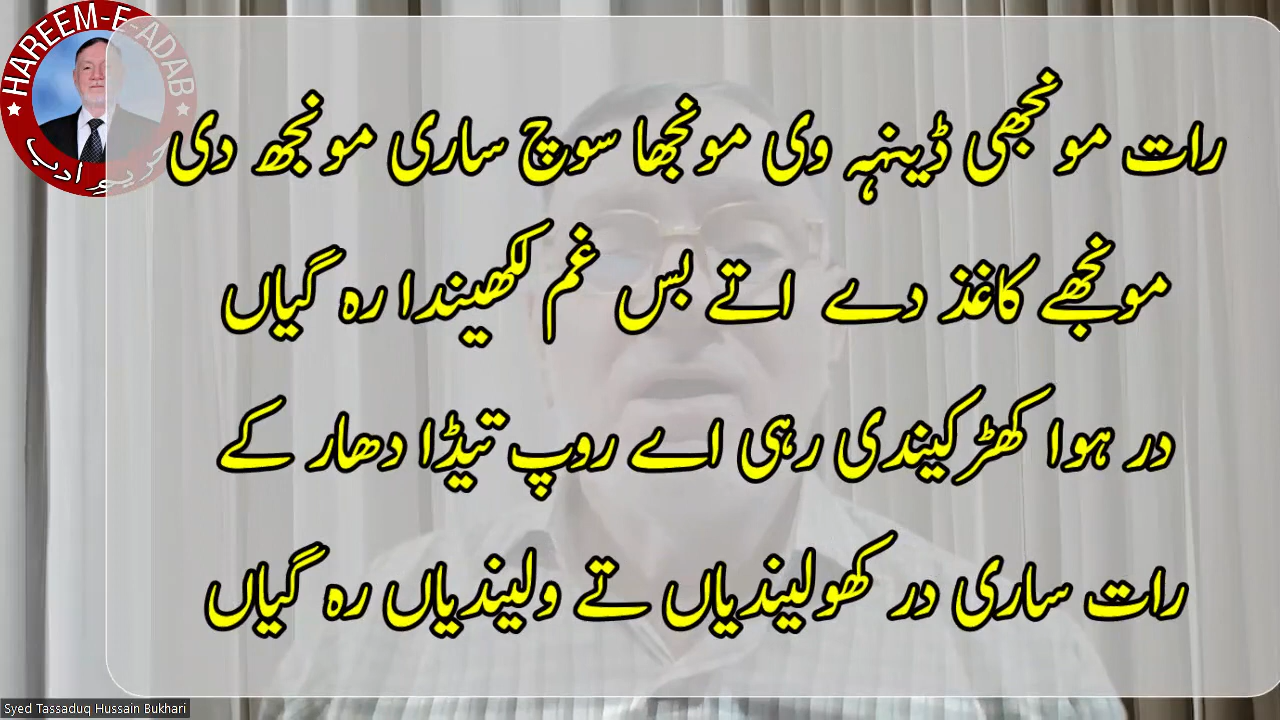 HAREEM-E-ADAB
حریم ادب
رات مونجھی ڈینہہ وی مونجھا سوچ ساری مونجھ دی
مونجھے کاغذ دے اتے بس غم لکھیندا رہ گیاں
در ہوا کھڑکیندی رہی اے روپ تیڈا دھار کے
رات ساری در کھولیندیاں تے ولیندیاں رہ گیاں
Syed Tassaduq Hussain Bukhari